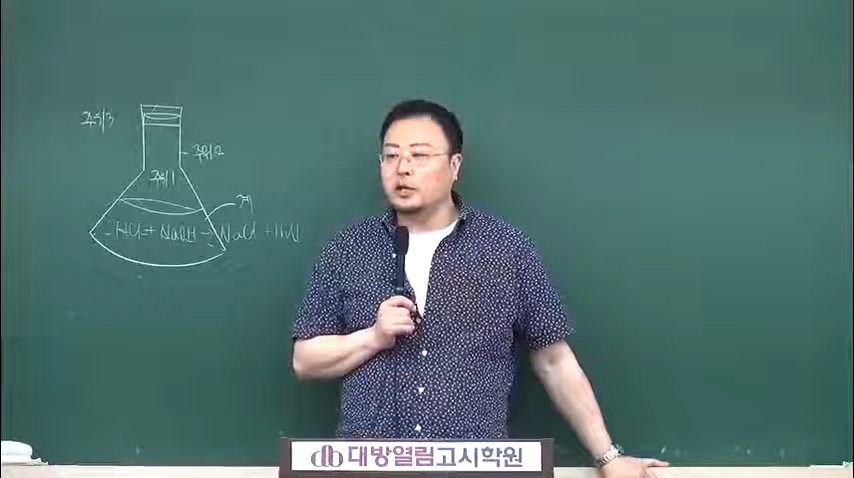 주위3
주위2
주위1
계
HCl + NaOH → NaCl + H₂O
대방열림고시학원